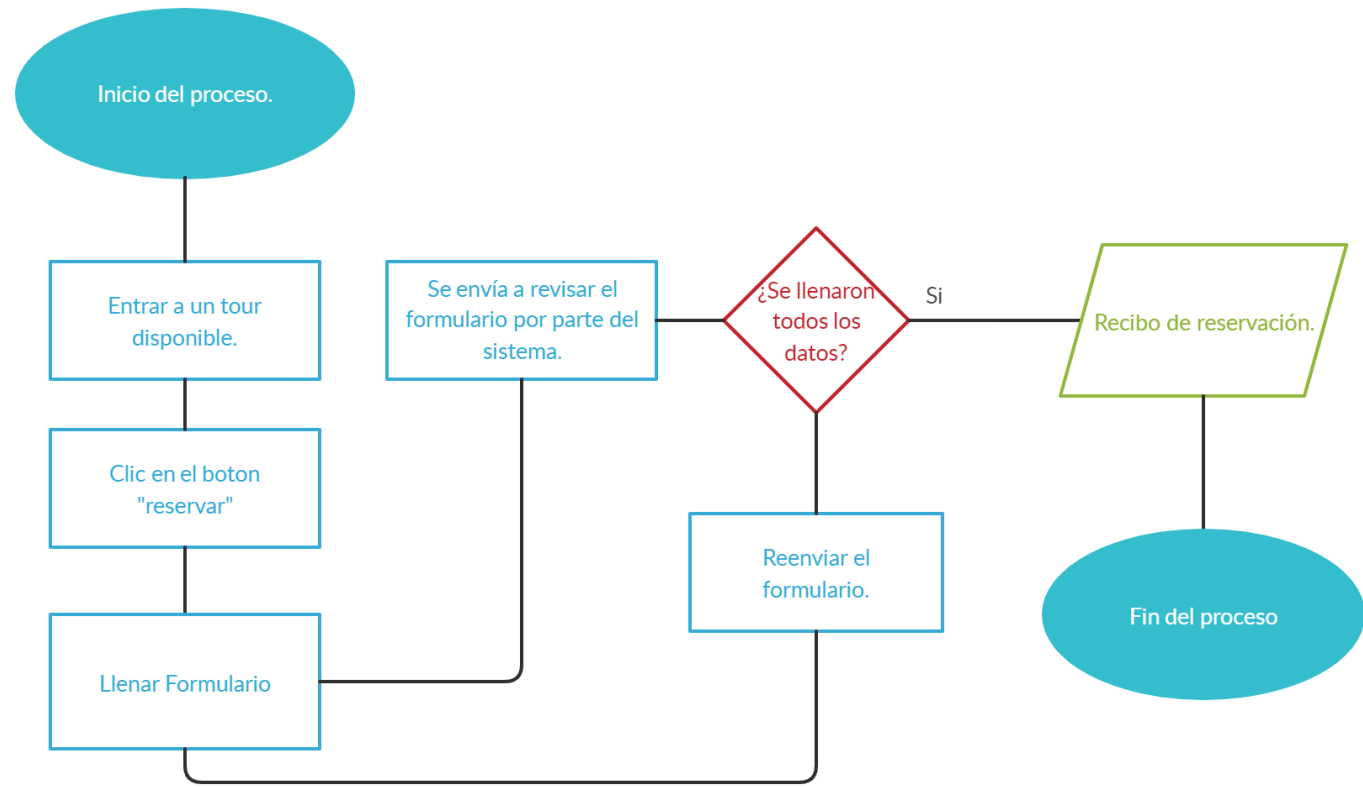 Inicio del proceso.
Entrar a un tour
disponible.
Clic en el boton
"reservar"
Llenar Formulario
Se envía a revisar el
formulario por parte del
sistema.
¿Se llenaron
todos los
datos?
Si
Recibo de reservación.
Reenviar el
formulario.
Fin del proceso